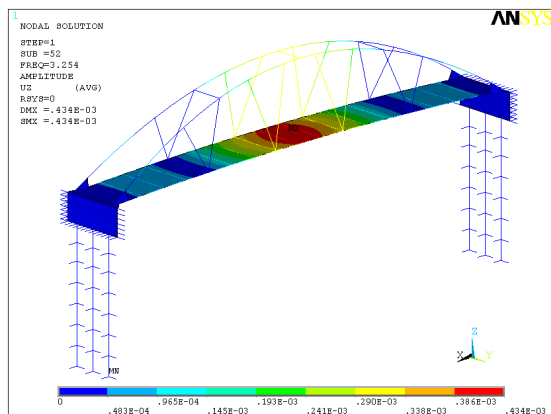 1
ANSYS
NODAL SOLUTION
STEP=1
SUB =52
FREQ=3.254
AMPLITUDE
UZ (AVG)
RSYS=0
DMX =.434E-03
SMX =.434E-03
MX
Z
X Y
MN
0 .965E-04 .193E-03 .290E-03 .386E-03
.483E-04 .145E-03 .241E-03 .338E-03 .434E-03